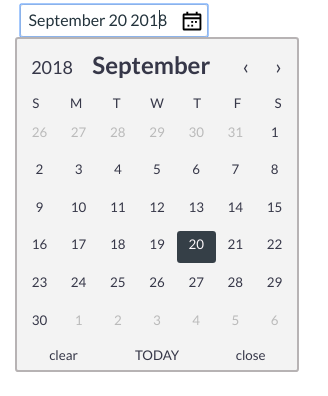 September 20 2018
2018 September ‹ ›
S M T W T F S
26 27 28 29 30 31 1
2 3 4 5 6 7 8
9 10 11 12 13 14 15
16 17 18 19 20 21 22
23 24 25 26 27 28 29
30 1 2 3 4 5 6
clear TODAY close